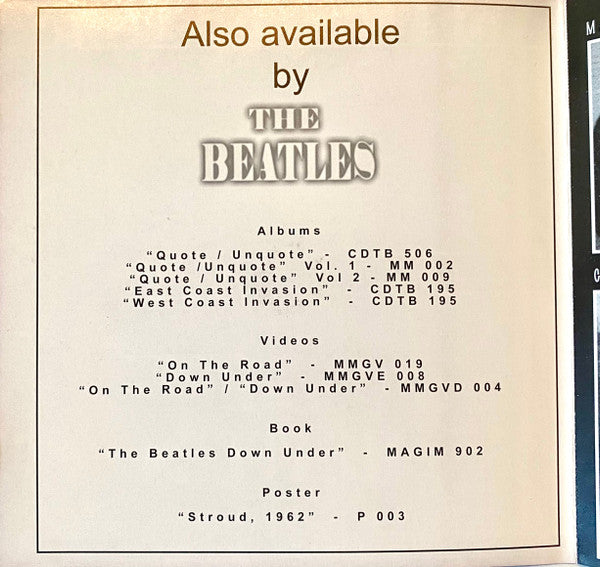 Also available
by
THE
BEATLES
Albums
“Quote / Unquote” - CDTB 506
“Quote /Unquote” Vol. 1 - MM 002
“Quote / Unquote” Vol 2 - MM 009
“East Coast Invasion” - CDTB 195
“West Coast Invasion” - CDTB 195
Videos
“On The Road” - MMGV 019
“Down Under” - MMGVE 008
“On The Road” / “Down Under” - MMGVD 004
Book
“The Beatles Down Under” - MAGIM 902
Poster
“Stroud, 1962” - P 003
M